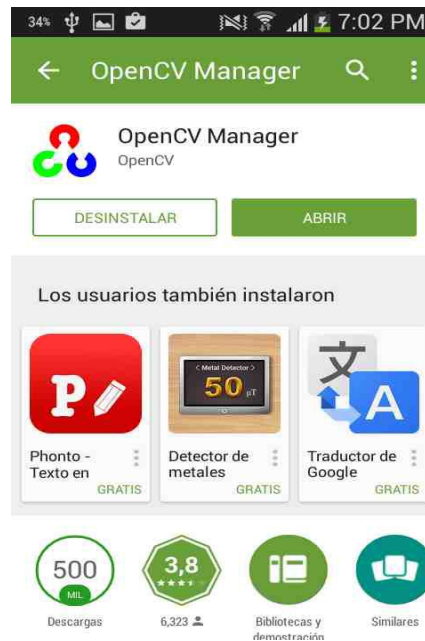 34% 7:02 PM
OpenCV Manager
OpenCV Manager
OpenCV
DESINSTALAR
ABRIR
Los usuarios también instalaron
P
Phonto -
Texto en
GRATIS
< Metal Detector >
50 µT
Detector de
metales
GRATIS
文
A
Traductor de
Google
GRATIS
500
MIL
Descargas
3,8
6,323
Bibliotecas y
demostración
Similares